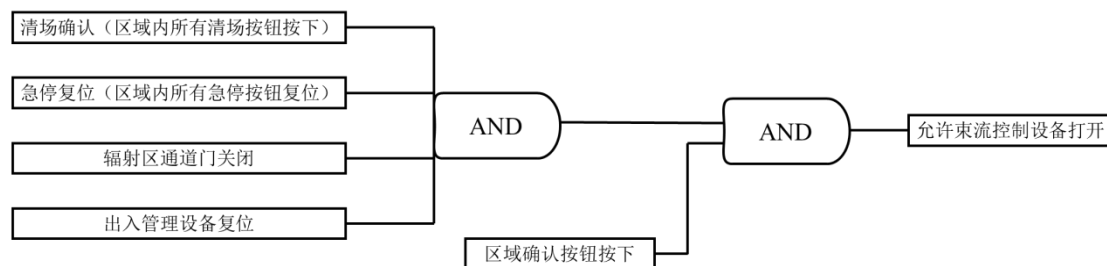 清场确认（区域内所有清场按钮按下）
急停复位（区域内所有急停按钮复位）
AND
AND
允许束流控制设备打开
辐射区通道门关闭
出入管理设备复位
区域确认按钮按下